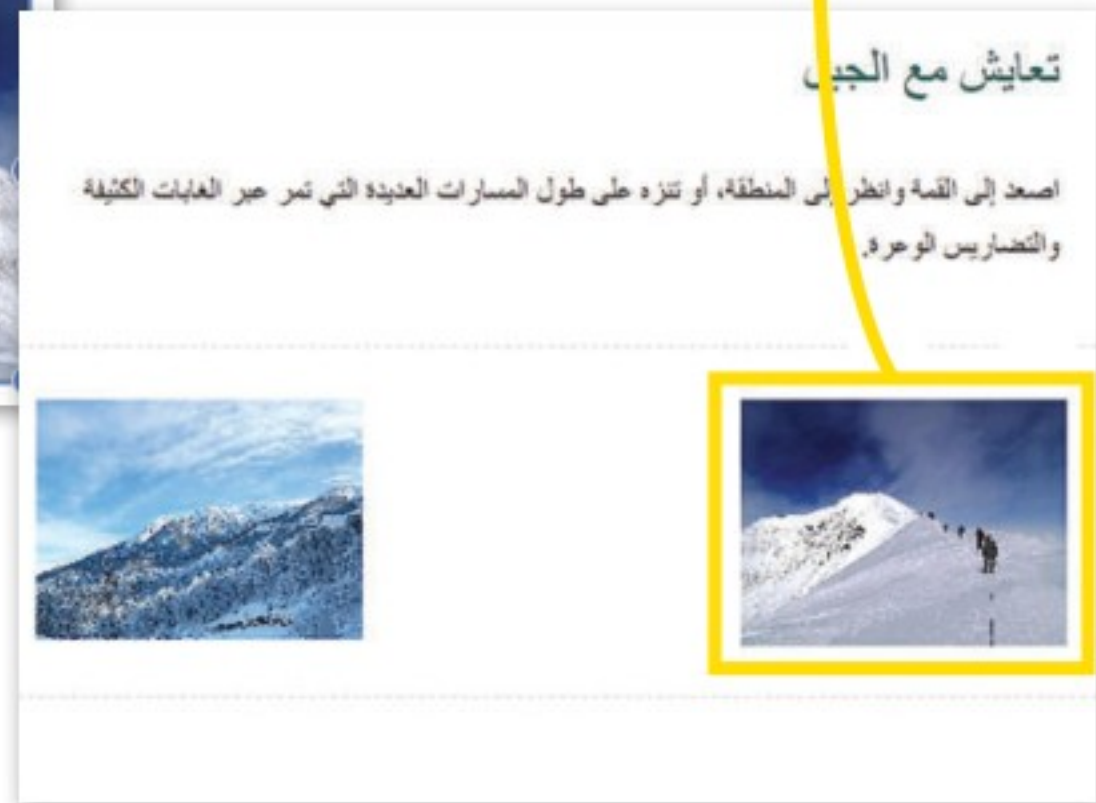 تعايش مع الجبل
اصعد إلى القمة وانظر إلى المنطقة، أو تنزه على طول المسارات العديدة التي تمر عبر الغابات الكثيفة
والتضاريس الوعرة.